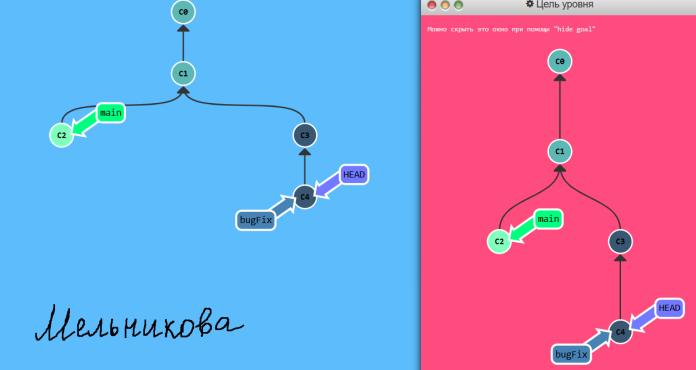 C0
C1
C2
main
C3
C4
HEAD
bugFix
Мельникова
Цель уровня
Можно скрыть это окно при помощи "hide goal"
C0
C1
C2
main
C3
C4
HEAD
bugFix